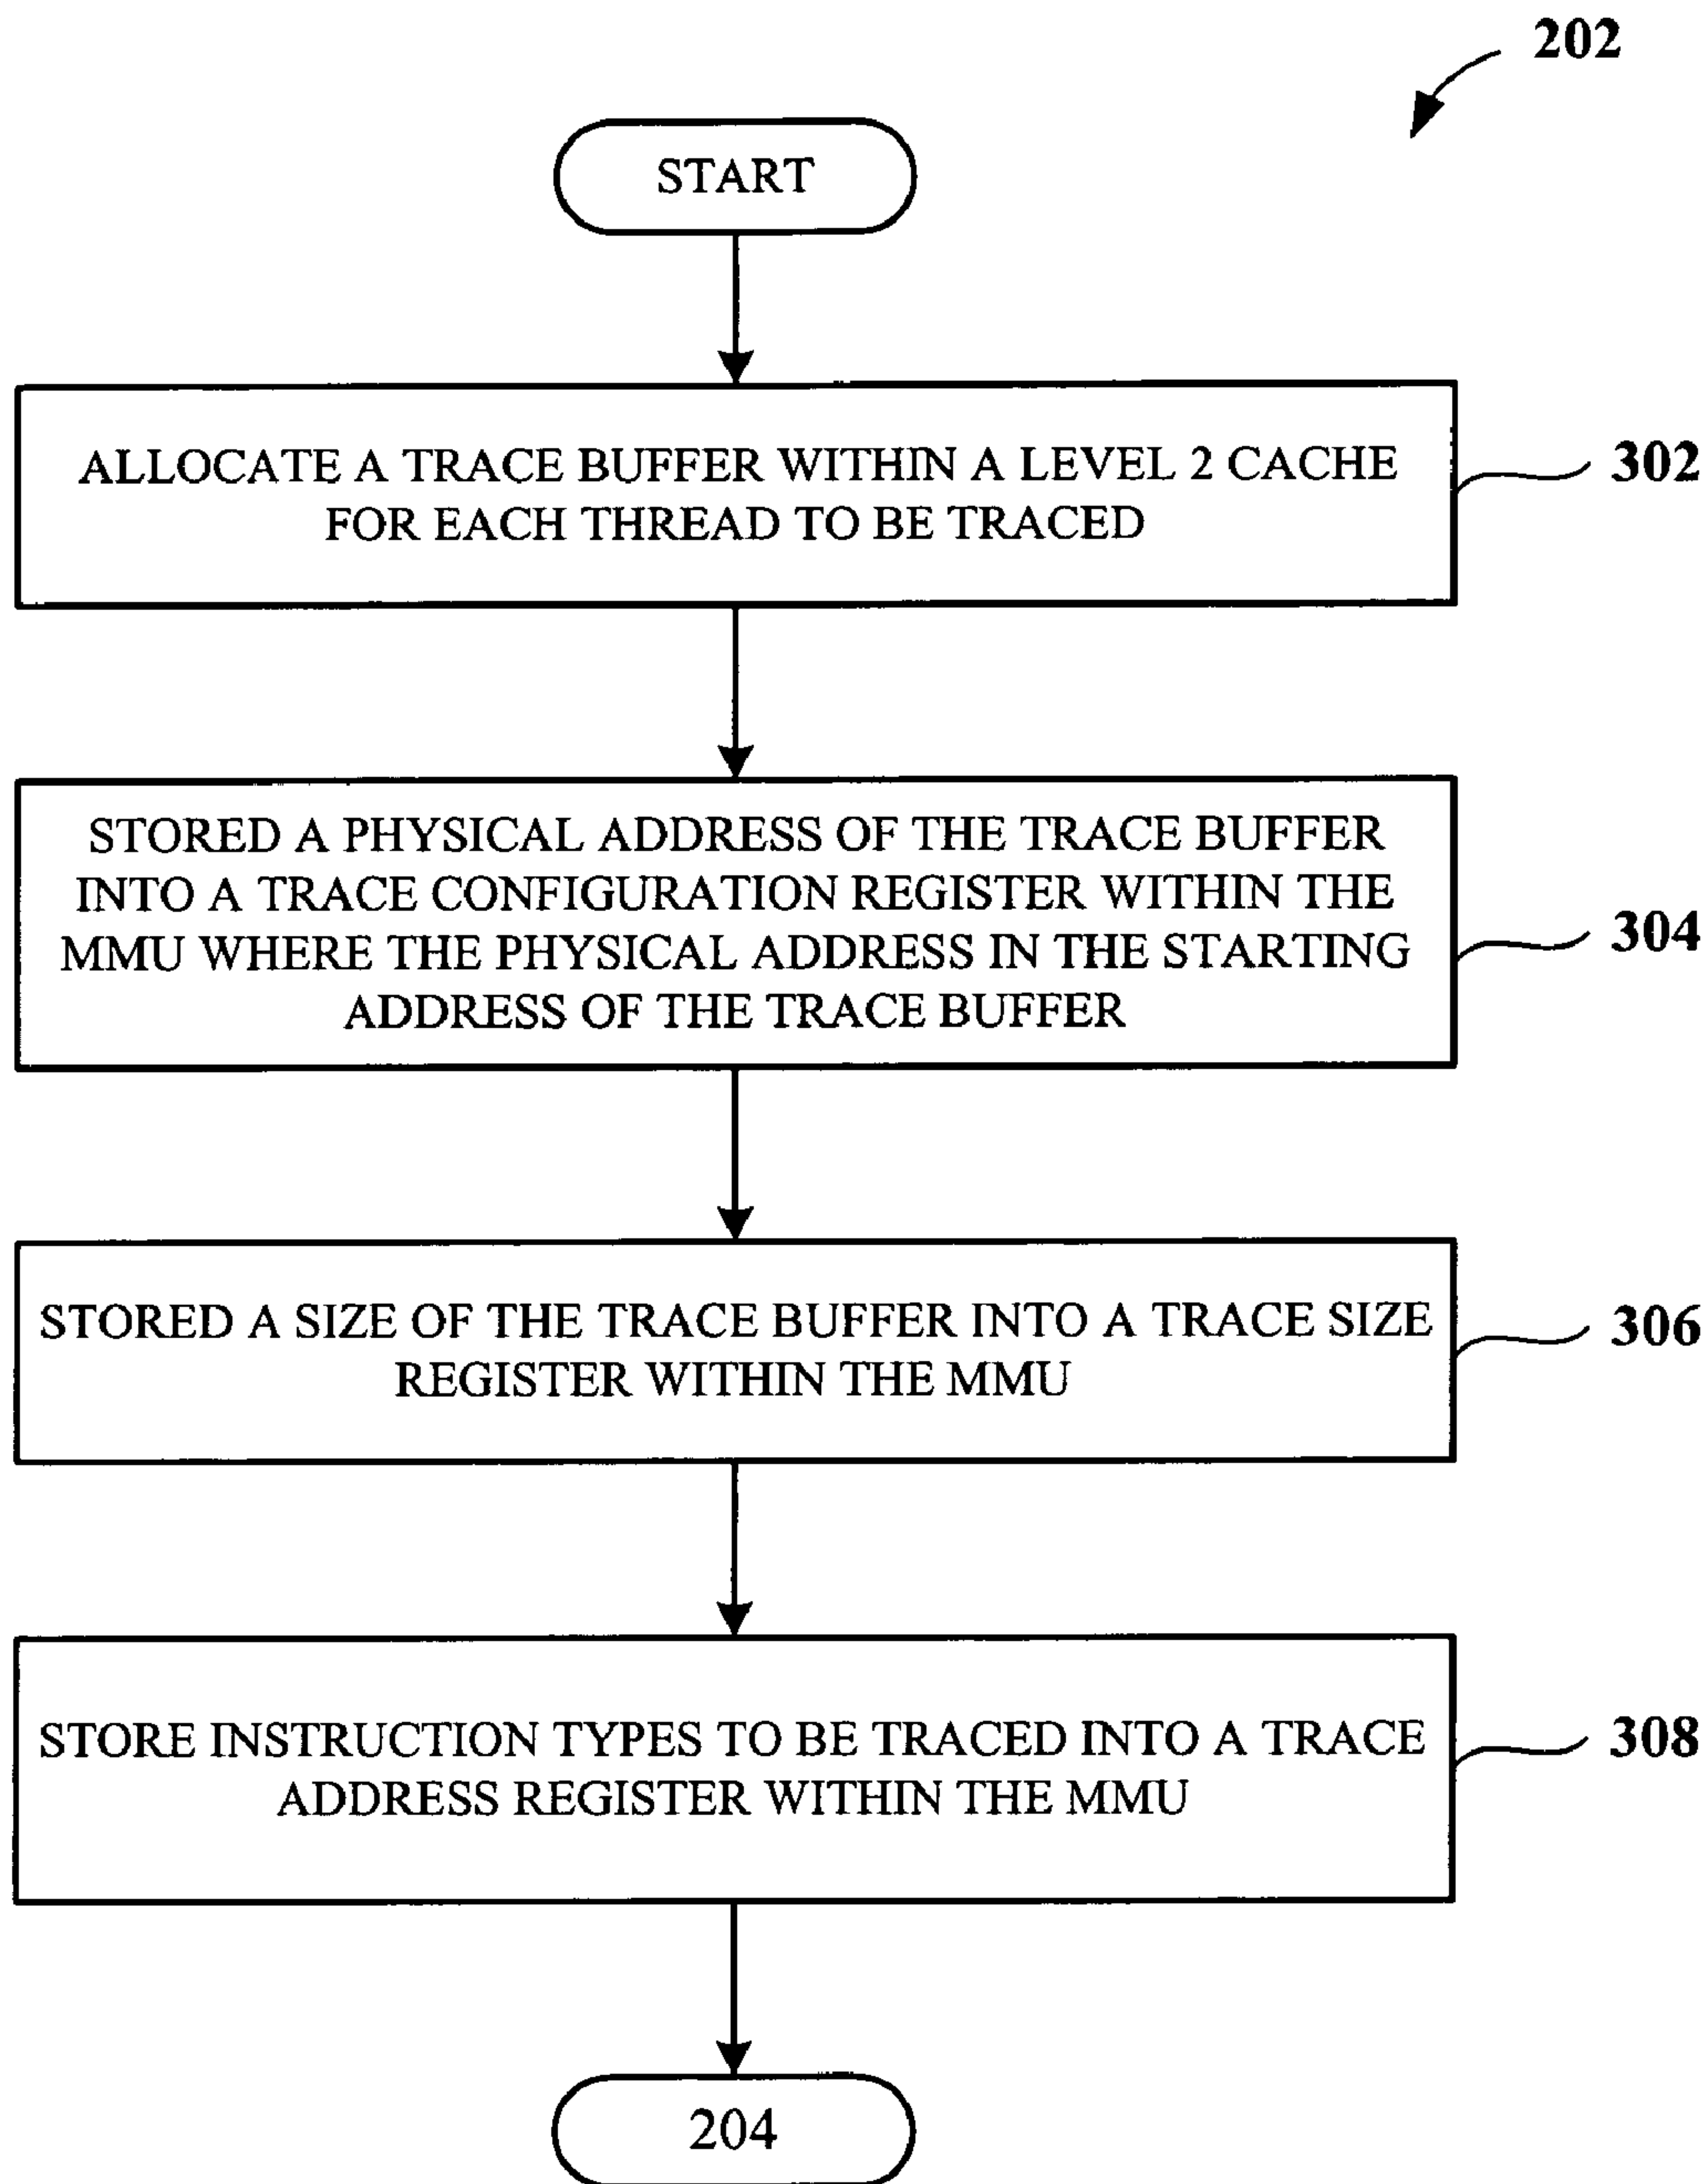 202
START
ALLOCATE A TRACE BUFFER WITHIN A LEVEL 2 CACHE
FOR EACH THREAD TO BE TRACED
302
STORED A PHYSICAL ADDRESS OF THE TRACE BUFFER
INTO A TRACE CONFIGURATION REGISTER WITHIN THE
MMU WHERE THE PHYSICAL ADDRESS IN THE STARTING
ADDRESS OF THE TRACE BUFFER
304
STORED A SIZE OF THE TRACE BUFFER INTO A TRACE SIZE
REGISTER WITHIN THE MMU
306
STORE INSTRUCTION TYPES TO BE TRACED INTO A TRACE
ADDRESS REGISTER WITHIN THE MMU
308
204